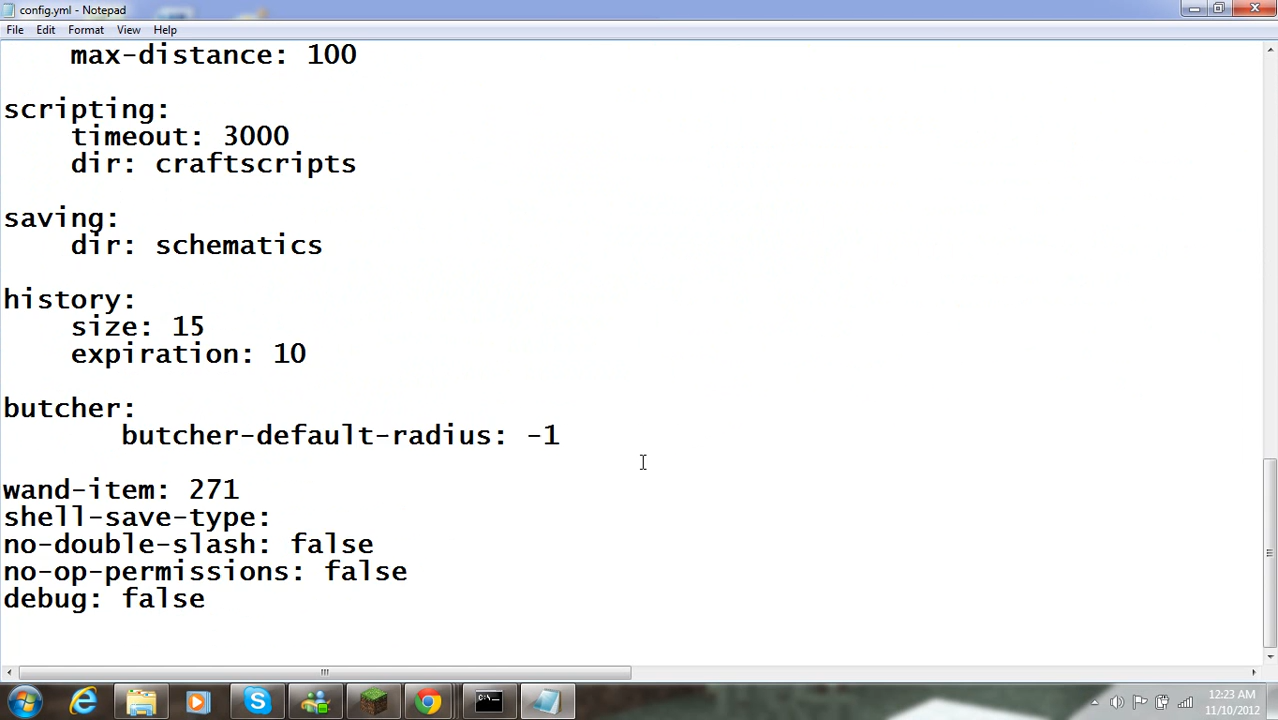 config.yml - Notepad
File Edit Format View Help
max-distance: 100
scripting:
timeout: 3000
dir: craftscripts
saving:
dir: schematics
history:
size: 15
expiration: 10
butcher:
butcher-default-radius: -1
wand-item: 271
shell-save-type:
no-double-slash: false
no-op-permissions: false
debug: false
12:23 AM
11/10/2012